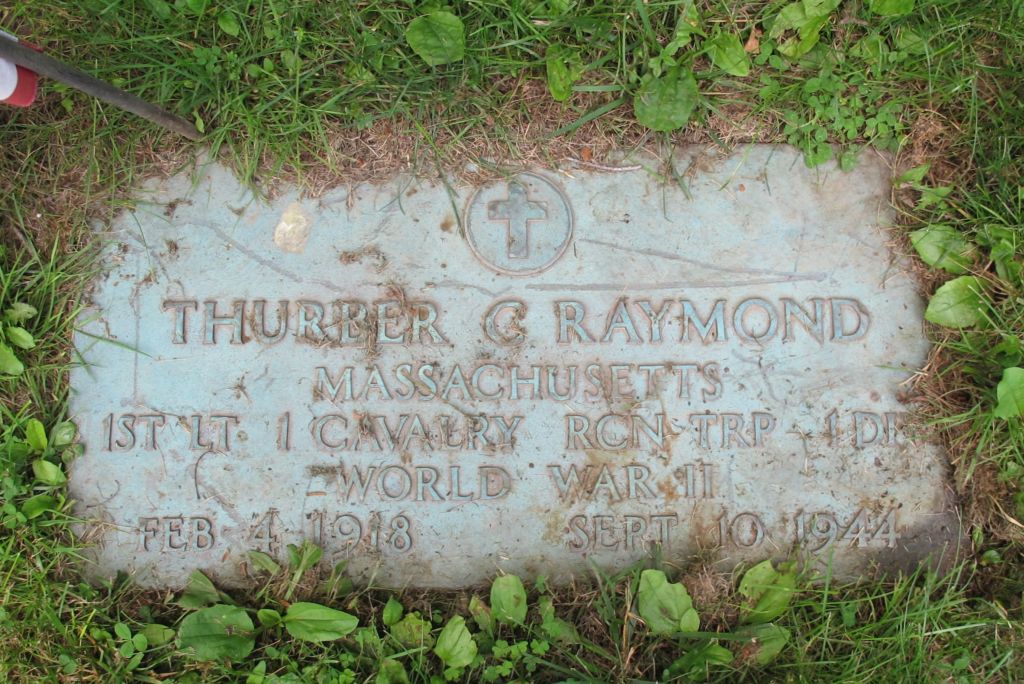 THURBER C RAYMOND
MASSACHUSETTS
1ST LT 1 CAVALRY RCN TRP 1 DIV
WORLD WAR II
FEB 4 1918 SEPT 10 1944